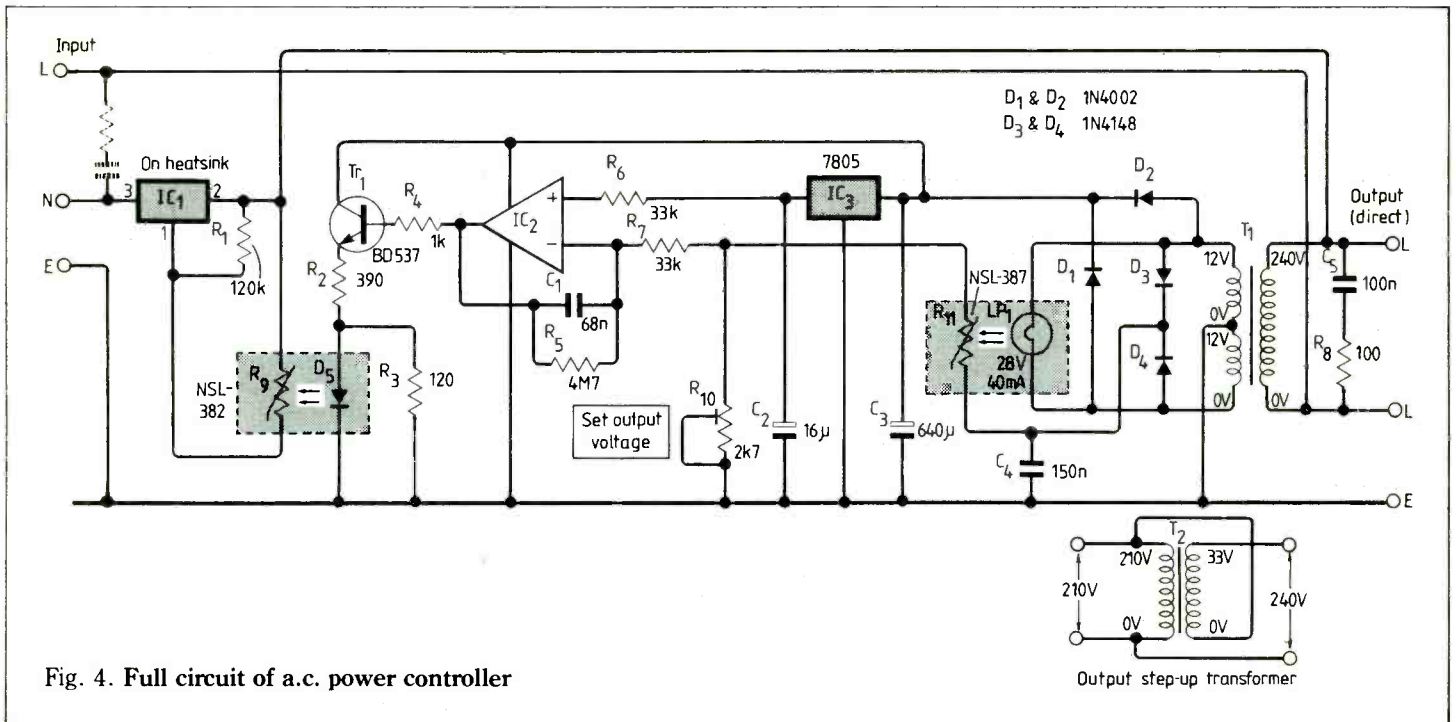 Input
L
N
E
On heatsink
3
IC1
2
1
R1
120k
Tr1
BD537
R4
1k
R2
390
IC2
+
−
R6
33k
R7
33k
C1
68n
R5
4M7
7805
IC3
D1 & D2 1N4002
D3 & D4 1N4148
D2
D1
D3
D4
NSL-387
R11
LP1
28V
40mA
12V
0V
12V
0V
T1
240V
0V
Output
(direct)
L
C5
100n
R8
100
L
E
NSL-
382
R9
D5
R3
120
Set output
voltage
R10
2k7
C2
16µ
C3
640µ
C4
150n
T2
210V
210V
0V
33V
0V
240V
Output step-up transformer
Fig. 4. Full circuit of a.c. power controller